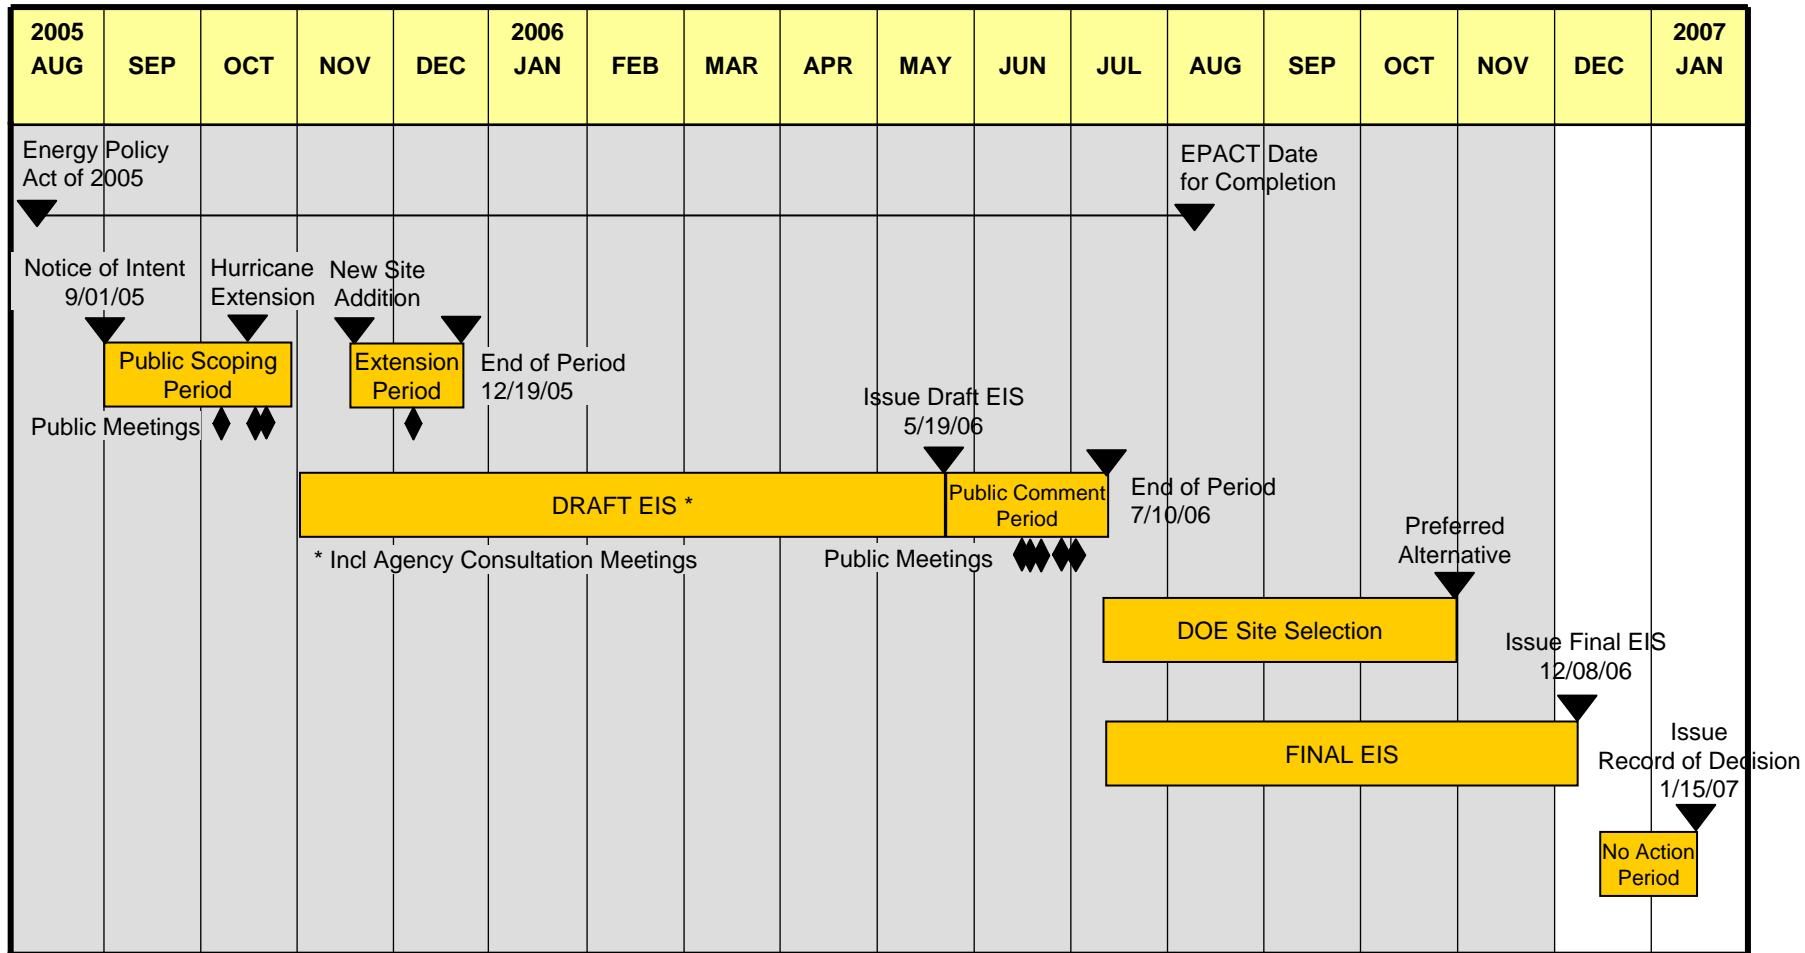 2005
AUG
SEP
OCT
NOV
DEC
2006
JAN
FEB
MAR
APR
MAY
JUN
JUL
AUG
SEP
OCT
NOV
DEC
2007
JAN
Energy Policy
Act of 2005
EPACT Date
for Completion
Notice of Intent
9/01/05
Hurricane
Extension
New Site
Addition
Public Scoping
Period
Extension
Period
End of Period
12/19/05
Public Meetings
Issue Draft EIS
5/19/06
DRAFT EIS *
Public Comment
Period
End of Period
7/10/06
* Incl Agency Consultation Meetings
Public Meetings
Preferred
Alternative
DOE Site Selection
Issue Final EIS
12/08/06
FINAL EIS
Issue
Record of Decision
1/15/07
No Action
Period